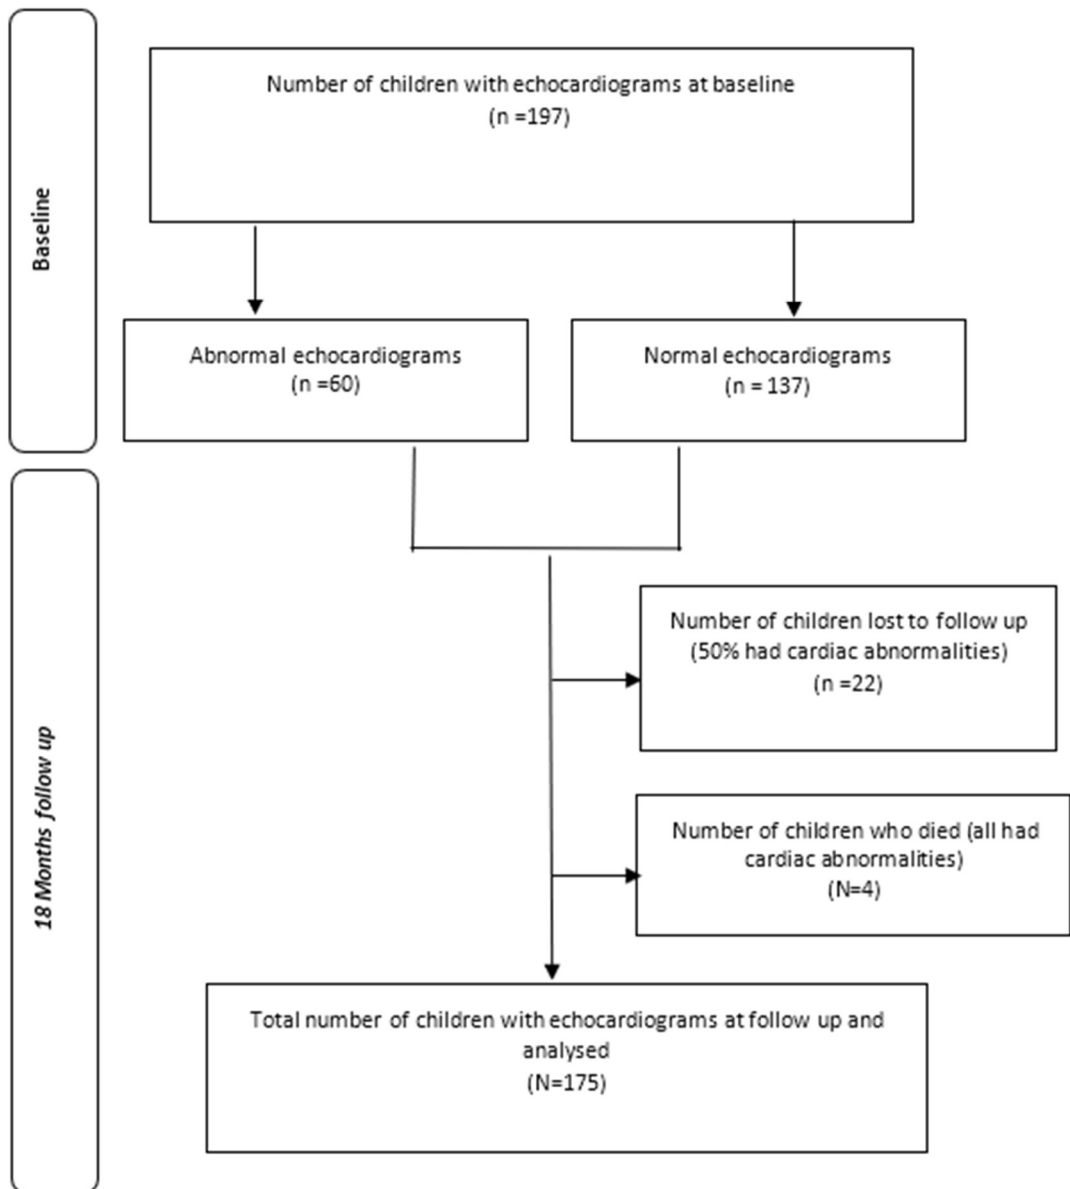 Baseline
Number of children with echocardiograms at baseline
(n =197)
Abnormal echocardiograms
(n =60)
Normal echocardiograms
(n = 137)
18 Months follow up
Number of children lost to follow up
(50% had cardiac abnormalities)
(n =22)
Number of children who died (all had
cardiac abnormalities)
(N=4)
Total number of children with echocardiograms at follow up and
analysed
(N=175)